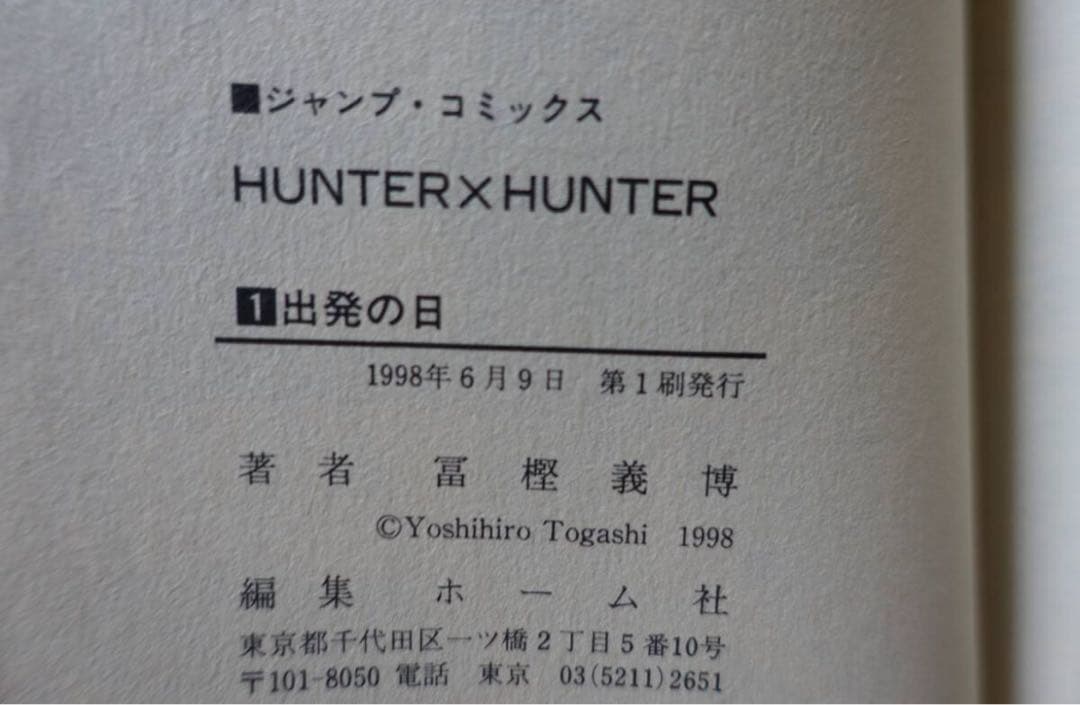 ■ジャンプ・コミックス
HUNTER×HUNTER
1出発の日
1998年6月9日 第1刷発行
著者 冨樫義博
©Yoshihiro Togashi 1998
編集 ホーム社
東京都千代田区一ツ橋2丁目5番10号
〒101-8050 電話 東京 03(5211)2651